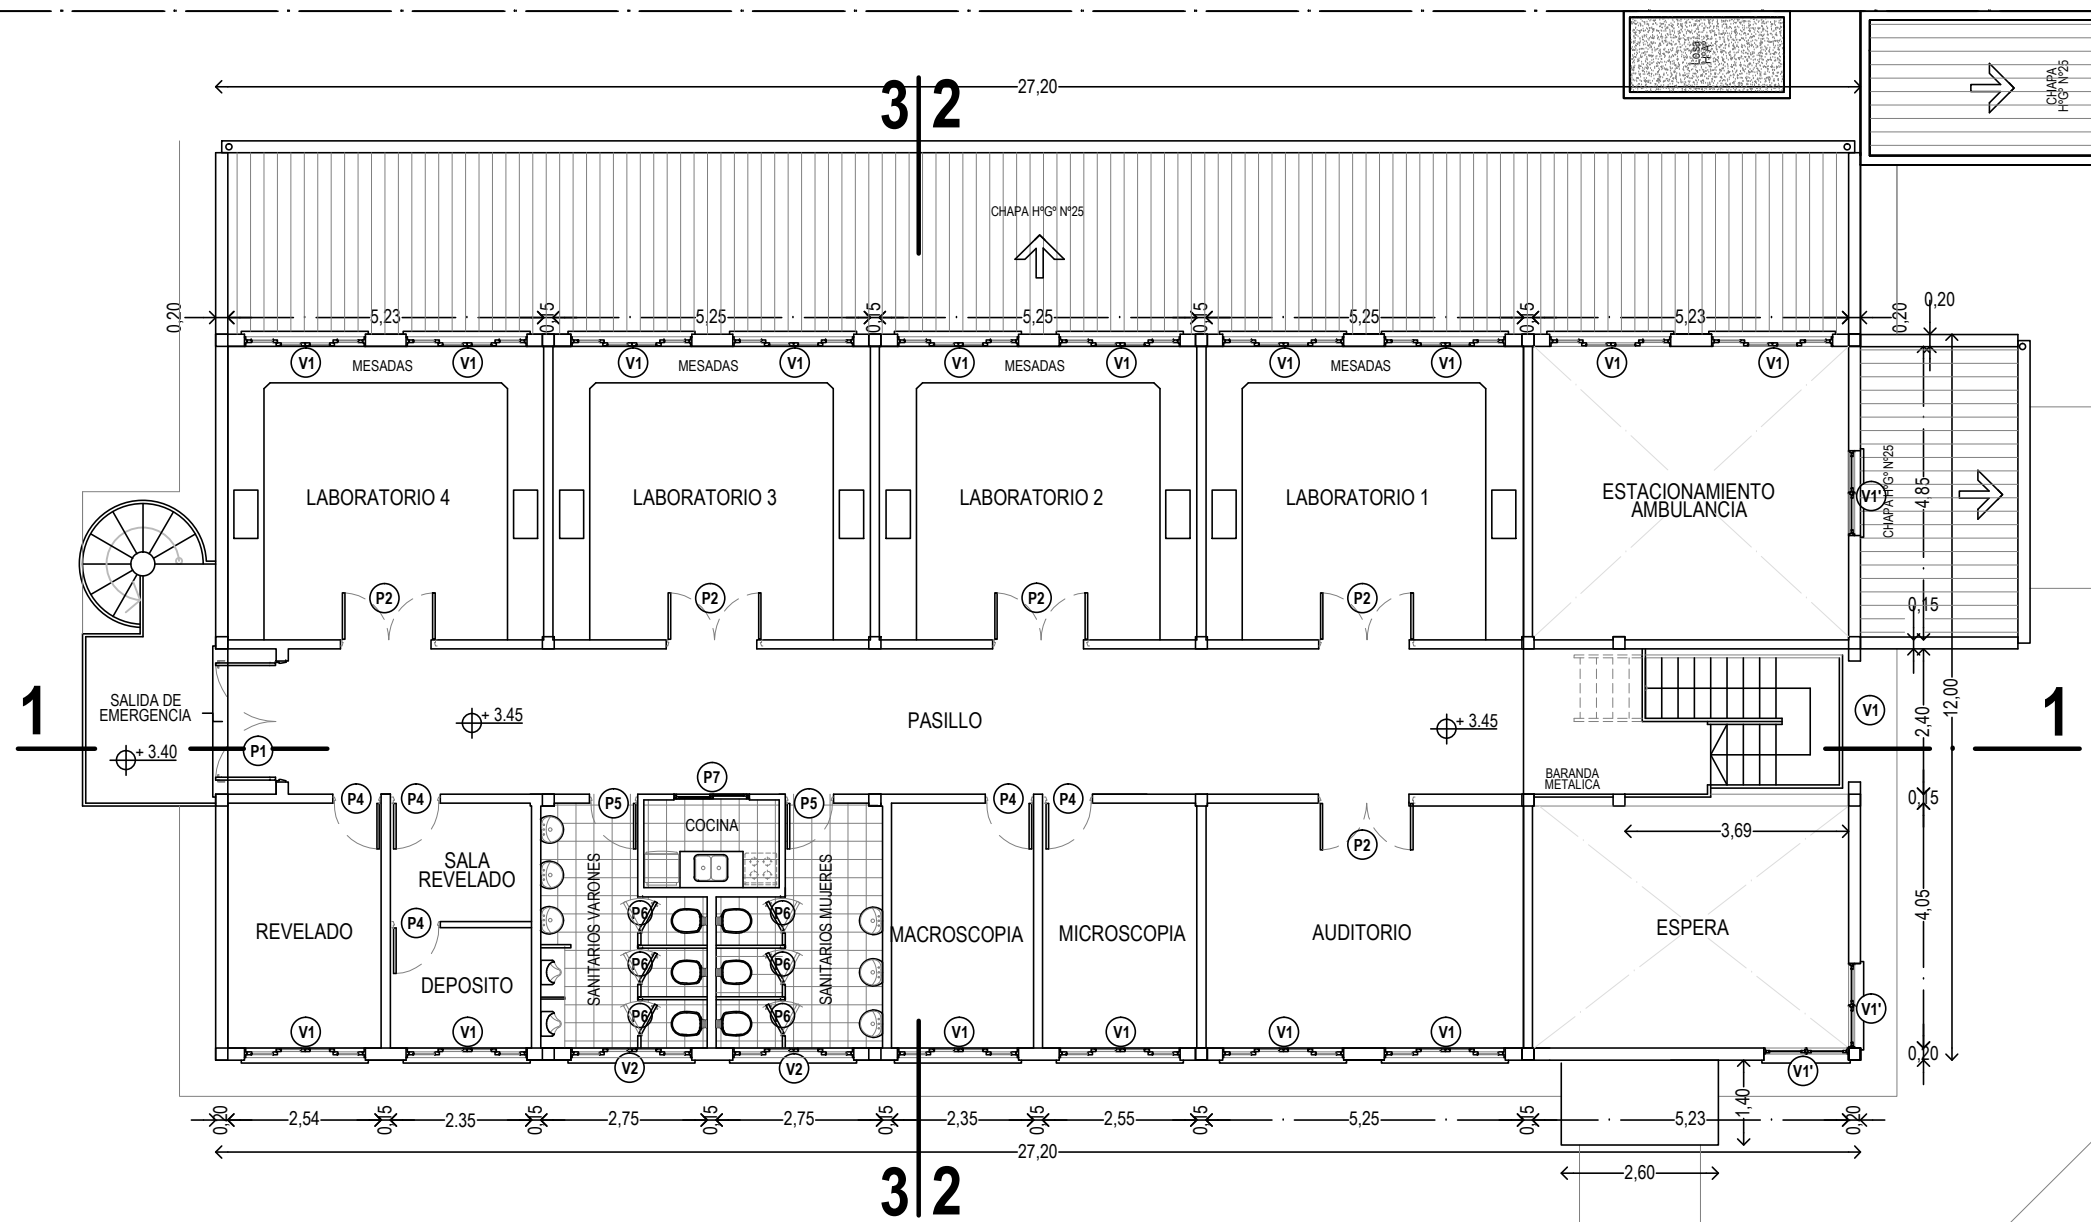 Losa
HºAº
CHAPA
HºGº Nº25
27,20
3 2
CHAPA HºGº Nº25
0,20
5,23
0,15
5,25
0,15
5,25
0,15
5,25
0,15
5,23
0,20
0,20
V1
MESADAS
V1
V1
MESADAS
V1
V1
MESADAS
V1
V1
MESADAS
V1
V1
V1
LABORATORIO 4
LABORATORIO 3
LABORATORIO 2
LABORATORIO 1
ESTACIONAMIENTO
AMBULANCIA
V1'
CHAPA HºGº Nº25
4,85
P2
P2
P2
P2
0,15
1
SALIDA DE
EMERGENCIA
+ 3.40
P1
+ 3.45
PASILLO
+ 3.45
V1
2,40
12,00
1
BARANDA
METALICA
P4
P4
P5
P7
P5
P4
P4
0,15
COCINA
3,69
P2
SALA
REVELADO
SANITARIOS VARONES
SANITARIOS MUJERES
P4
P6
P6
REVELADO
MACROSCOPIA
MICROSCOPIA
AUDITORIO
ESPERA
4,05
P6
P6
DEPOSITO
P6
P6
V1'
V1
V1
V1
V1
V1
V1
V2
V2
V1'
0,20
0,20
2,54
0,15
2.35
0,15
2,75
0,15
2,75
0,15
2,35
0,15
2,55
0,15
5,25
0,15
5,23
0,20
1,40
27,20
2,60
3 2